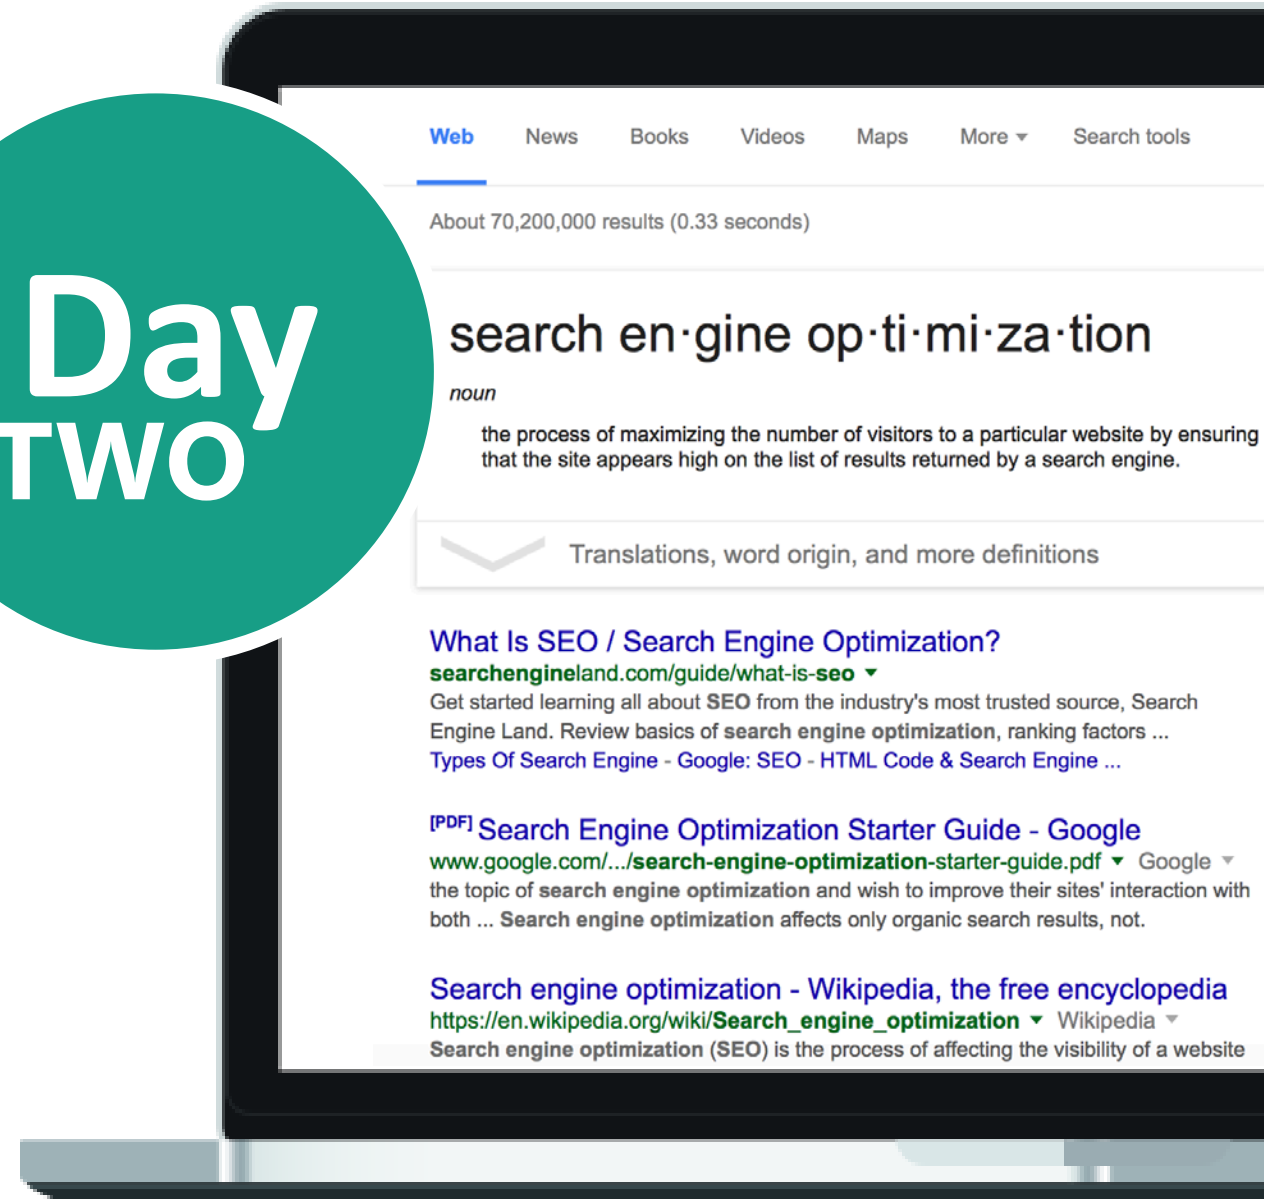 Day
TWO
Web News Books Videos Maps More Search tools
About 70,200,000 results (0.33 seconds)
search en·gine op·ti·mi·za·tion
noun
the process of maximizing the number of visitors to a particular website by ensuring
that the site appears high on the list of results returned by a search engine.
Translations, word origin, and more definitions
What Is SEO / Search Engine Optimization?
searchengineland.com/guide/what-is-seo
Get started learning all about SEO from the industry's most trusted source, Search
Engine Land. Review basics of search engine optimization, ranking factors ...
Types Of Search Engine - Google: SEO - HTML Code & Search Engine ...
[PDF] Search Engine Optimization Starter Guide - Google
www.google.com/.../search-engine-optimization-starter-guide.pdf Google
the topic of search engine optimization and wish to improve their sites' interaction with
both ... Search engine optimization affects only organic search results, not.
Search engine optimization - Wikipedia, the free encyclopedia
https://en.wikipedia.org/wiki/Search_engine_optimization Wikipedia
Search engine optimization (SEO) is the process of affecting the visibility of a website